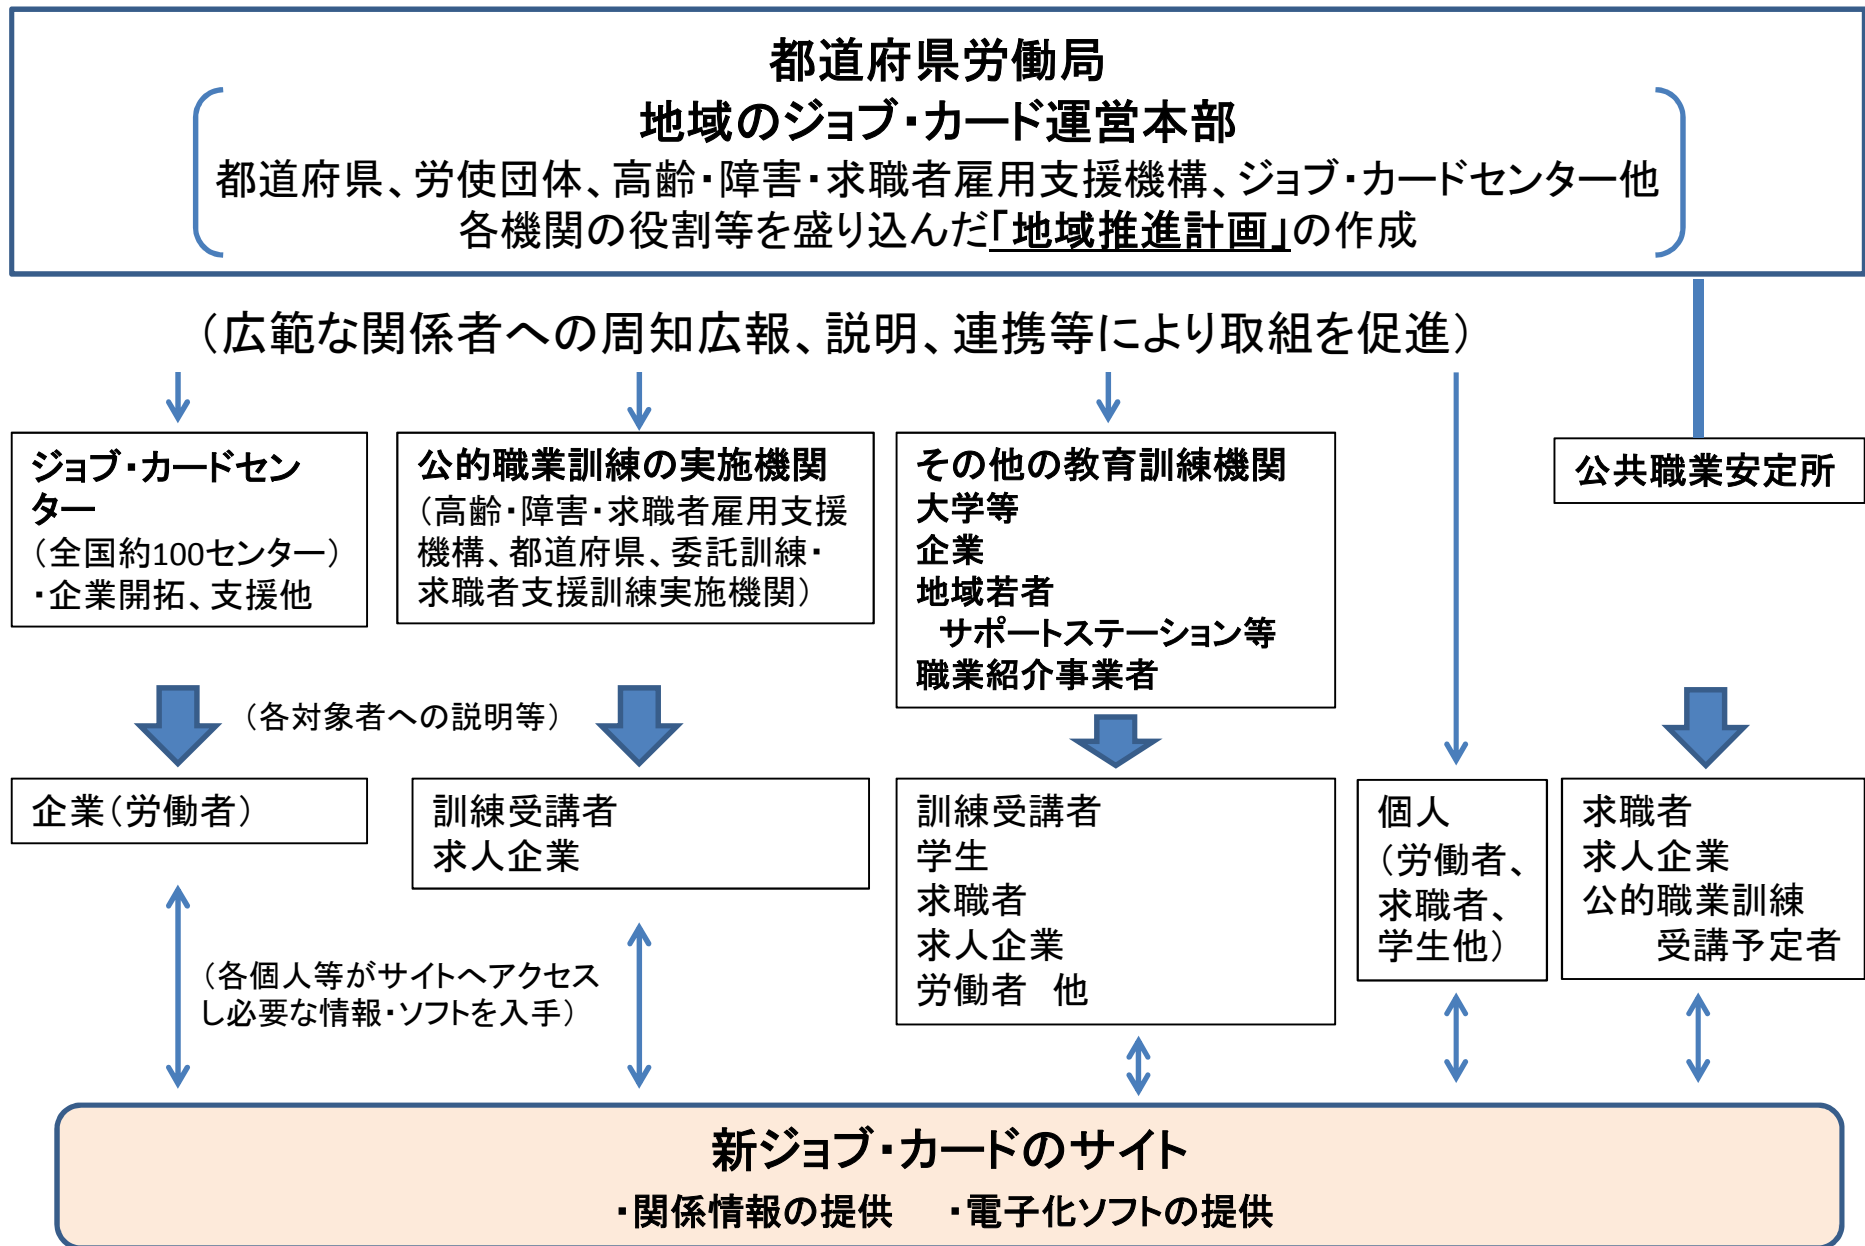 都道府県労働局
地域のジョブ・カード運営本部
都道府県、労使団体、高齢・障害・求職者雇用支援機構、ジョブ・カードセンター他
各機関の役割等を盛り込んだ「地域推進計画」の作成
（広範な関係者への周知広報、説明、連携等により取組を促進）
ジョブ・カードセン
ター
（全国約100センター）
・企業開拓、支援他
公的職業訓練の実施機関
（高齢・障害・求職者雇用支援
機構、都道府県、委託訓練・
求職者支援訓練実施機関）
その他の教育訓練機関
大学等
企業
地域若者
サポートステーション等
職業紹介事業者
公共職業安定所
（各対象者への説明等）
企業（労働者）
訓練受講者
求人企業
訓練受講者
学生
求職者
求人企業
労働者　他
個人
（労働者、
求職者、
学生他）
求職者
求人企業
公的職業訓練
受講予定者
（各個人等がサイトへアクセス
し必要な情報・ソフトを入手）
新ジョブ・カードのサイト
・関係情報の提供　・電子化ソフトの提供